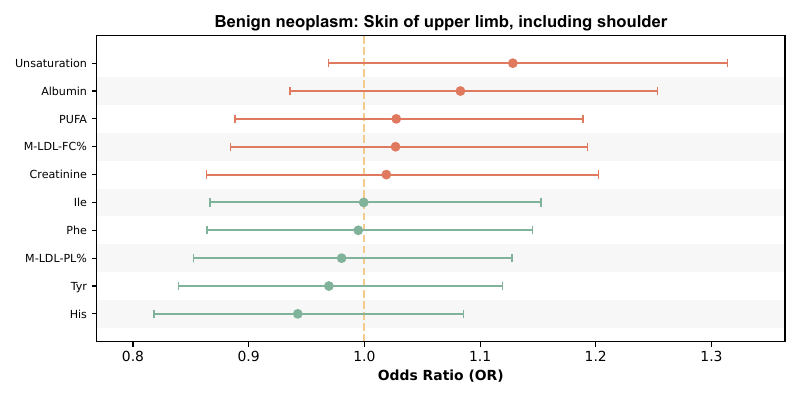 Benign neoplasm: Skin of upper limb, including shoulder
Unsaturation
Albumin
PUFA
M-LDL-FC%
Creatinine
Ile
Phe
M-LDL-PL%
Tyr
His
0.8 0.9 1.0 1.1 1.2 1.3
Odds Ratio (OR)